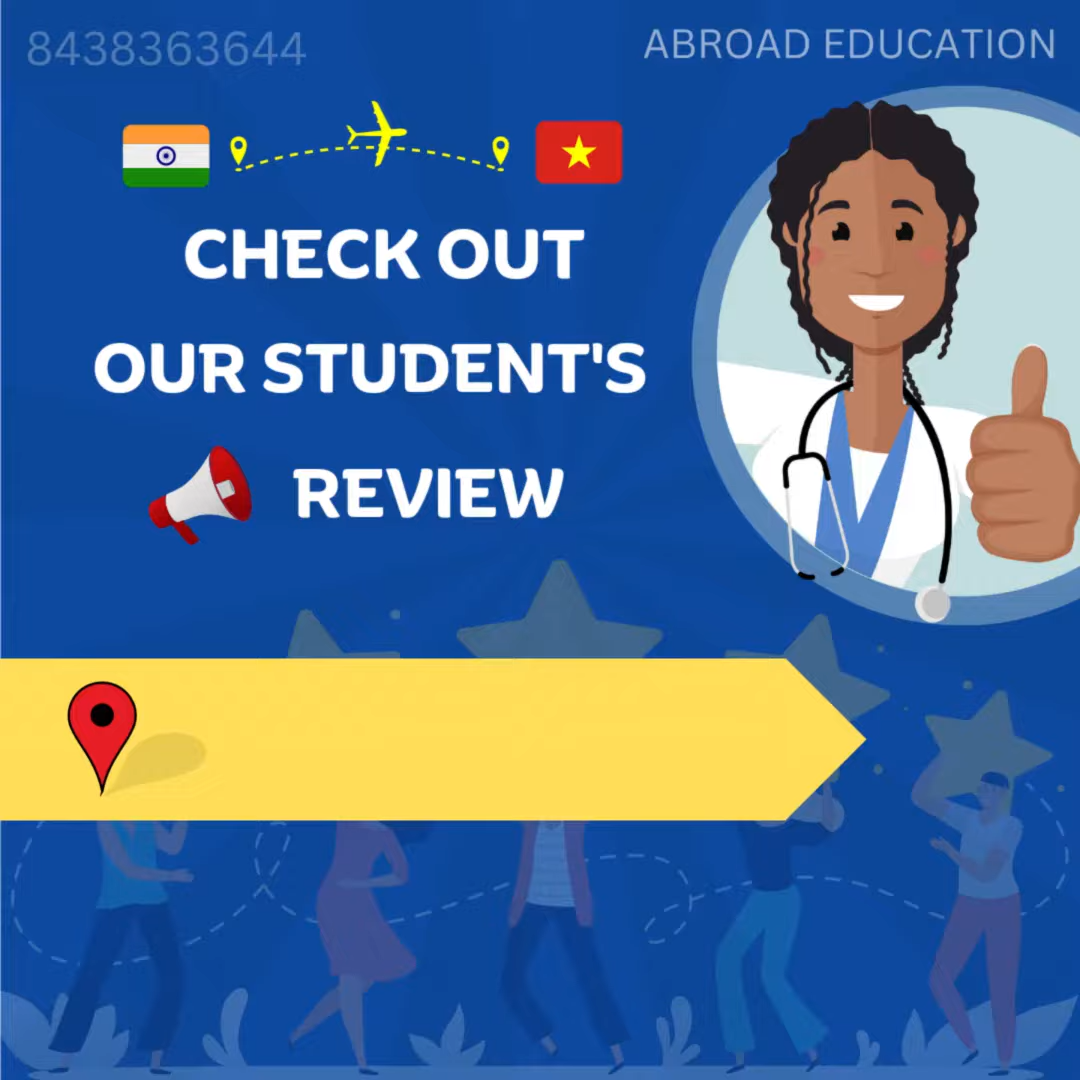 8438363644
ABROAD EDUCATION
CHECK OUT
OUR STUDENT'S
REVIEW